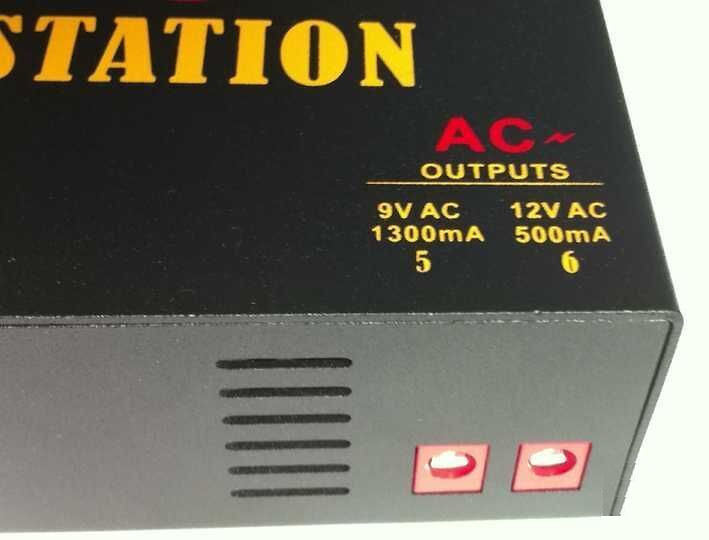 STATION
AC~
OUTPUTS
9V AC 12V AC
1300mA 500mA
5 6